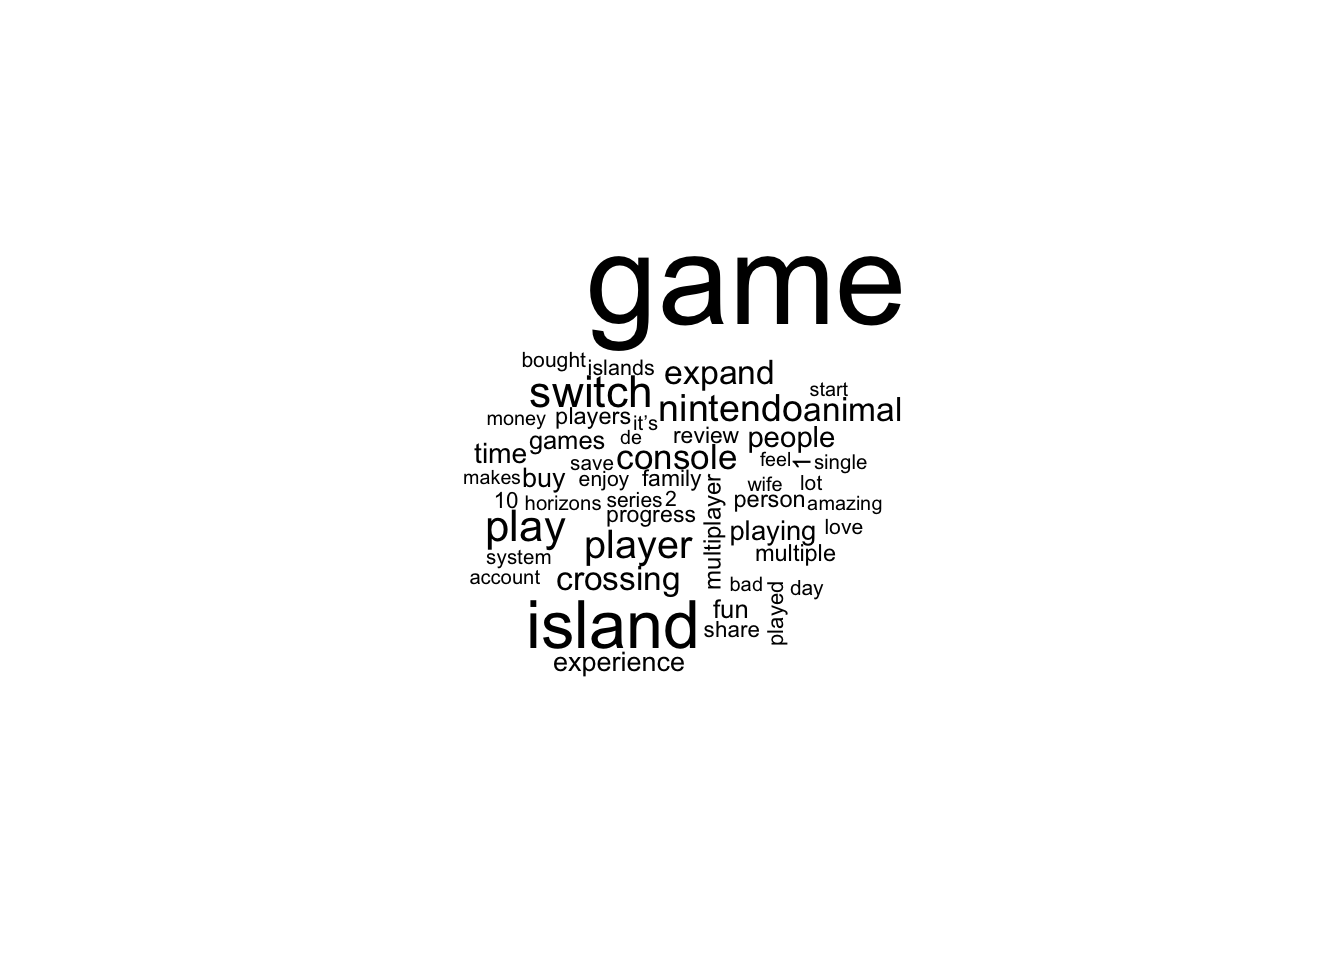 game
bought
islands
expand
switch
start
nintendo
animal
money
players
it's
de
review
people
games
time
save
console
feel
1
single
makes
buy
enjoy
family
wife
lot
10
horizons
series
2
person
amazing
progress
multiplayer
play
player
playing
love
multiple
system
account
crossing
bad
day
played
island
fun
share
experience